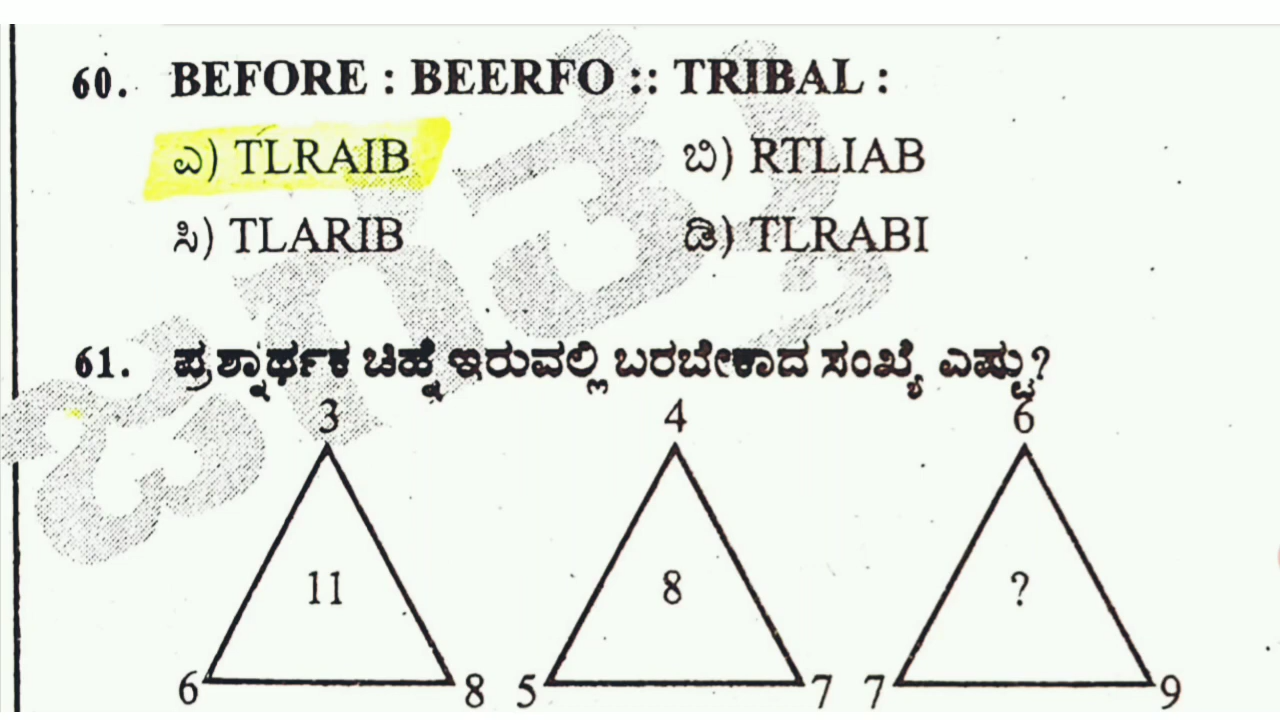 60. BEFORE : BEERFO :: TRIBAL :
ಎ) TLRAIB ಬಿ) RTLIAB
ಸಿ) TLARIB ಡಿ) TLRABI
61. ಪ್ರಶ್ನಾರ್ಥಕ ಚಿಹ್ನೆ ಇರುವಲ್ಲಿ ಬರಬೇಕಾದ ಸಂಖ್ಯೆ ಎಷ್ಟು?
3 4 6
11 8 ?
6 8 5 7 7 9